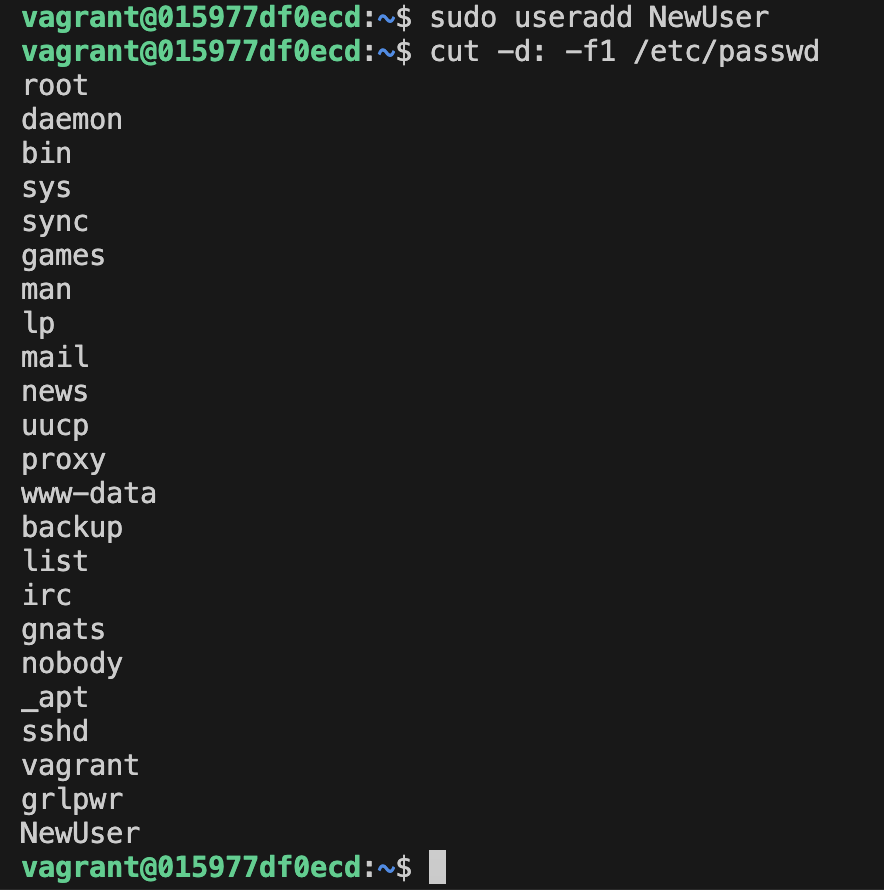 vagrant@015977df0ecd:~$ sudo useradd NewUser
vagrant@015977df0ecd:~$ cut -d: -f1 /etc/passwd
root
daemon
bin
sys
sync
games
man
lp
mail
news
uucp
proxy
www-data
backup
list
irc
gnats
nobody
_apt
sshd
vagrant
grlpwr
NewUser
vagrant@015977df0ecd:~$